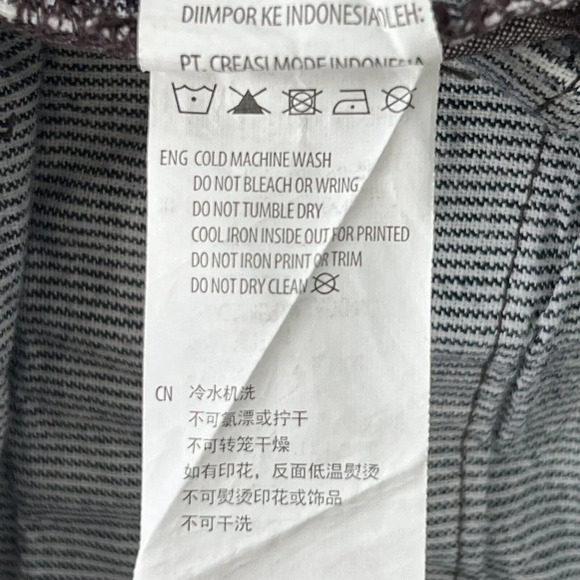 DIIMPOR KE INDONESIA OLEH:
PT. CREASI MODE INDONESIA
ENG COLD MACHINE WASH
DO NOT BLEACH OR WRING
DO NOT TUMBLE DRY
COOL IRON INSIDE OUT FOR PRINTED
DO NOT IRON PRINT OR TRIM
DO NOT DRY CLEAN
CN 冷水机洗
不可氯漂或拧干
不可转笼干燥
如有印花，反面低温熨烫
不可熨烫印花或饰品
不可干洗